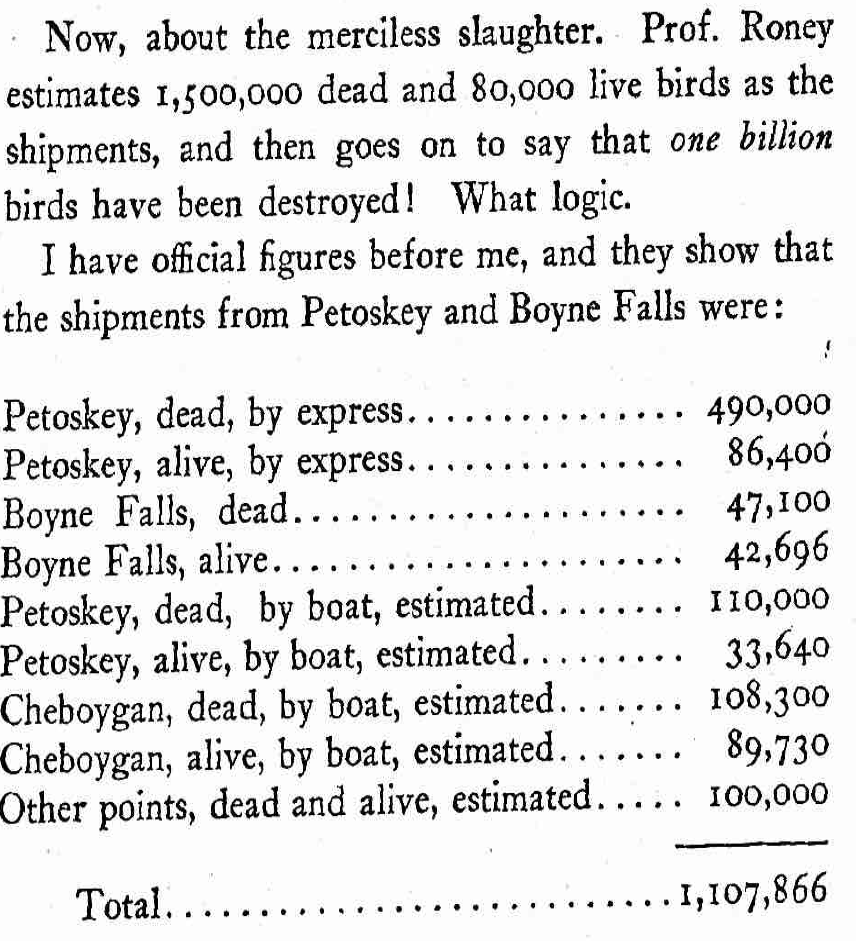 Now, about the merciless slaughter. Prof. Roney
estimates 1,500,000 dead and 80,000 live birds as the
shipments, and then goes on to say that one billion
birds have been destroyed! What logic.
I have official figures before me, and they show that
the shipments from Petoskey and Boyne Falls were:
Petoskey, dead, by express............... 490,000
Petoskey, alive, by express............... 86,400
Boyne Falls, dead..................... 47,100
Boyne Falls, alive...................... 42,696
Petoskey, dead, by boat, estimated........ 110,000
Petoskey, alive, by boat, estimated......... 33,640
Cheboygan, dead, by boat, estimated....... 108,300
Cheboygan, alive, by boat, estimated....... 89,730
Other points, dead and alive, estimated..... 100,000
Total............................1,107,866